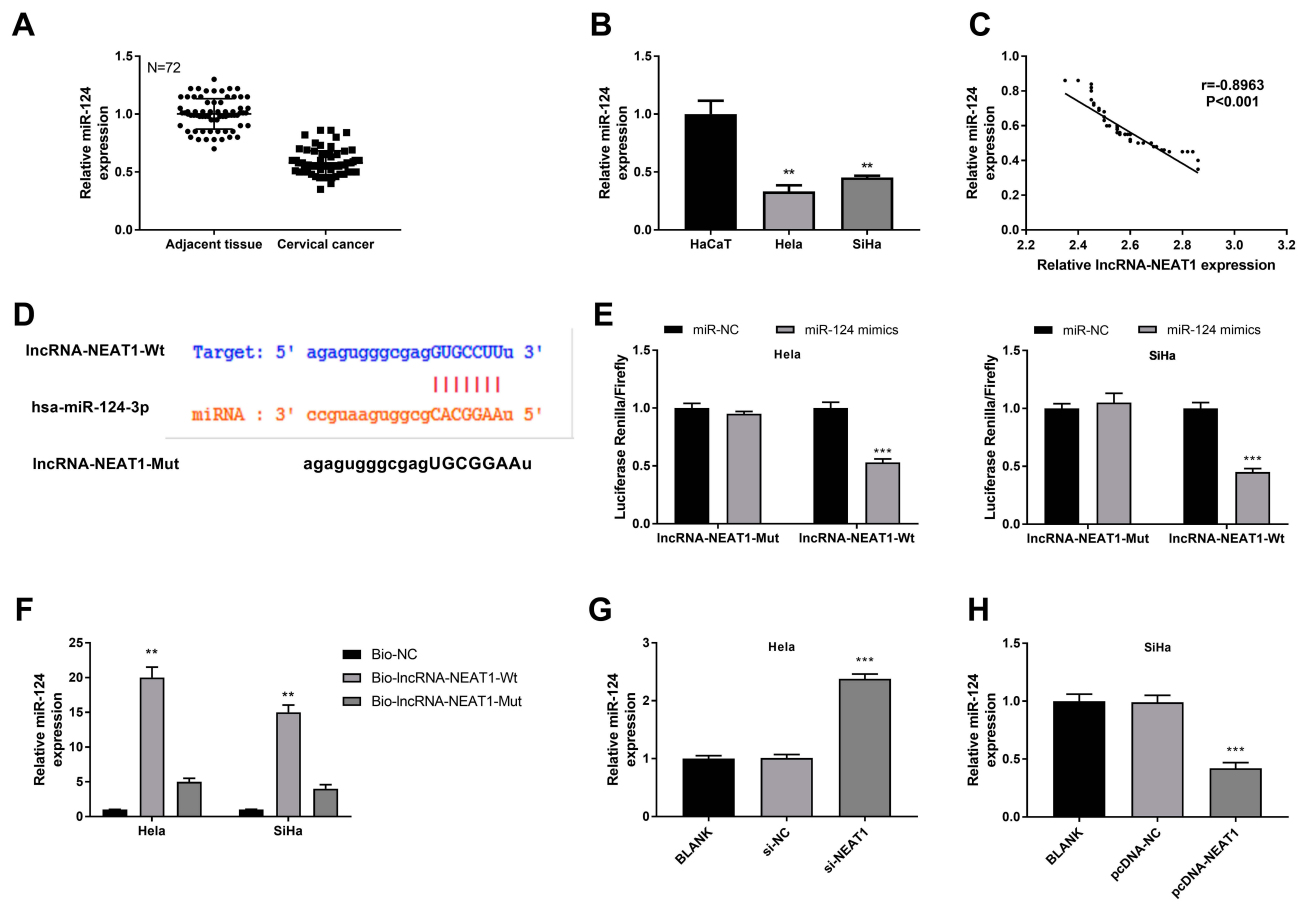 A
Relative miR-124
expression
1.5
1.0
0.5
0.0
N=72
Adjacent tissue
Cervical cancer
B
Relative miR-124
expression
1.5
1.0
0.5
0.0
**
**
HaCaT
Hela
SiHa
C
Relative miR-124
expression
1.0
0.8
0.6
0.4
0.2
0.0
r=-0.8963
P<0.001
2.2
2.4
2.6
2.8
3.0
3.2
Relative lncRNA-NEAT1 expression
D
lncRNA-NEAT1-Wt
Target: 5' agagugggcgagGUGCCUUu 3'
hsa-miR-124-3p
miRNA : 3' ccguaaguggcgCACGGAAu 5'
lncRNA-NEAT1-Mut
agagugggcgagUGCGGAAu
E
miR-NC
miR-124 mimics
Hela
Luciferase Renilla/Firefly
1.5
1.0
0.5
0.0
***
lncRNA-NEAT1-Mut
lncRNA-NEAT1-Wt
miR-NC
miR-124 mimics
SiHa
Luciferase Renilla/Firefly
1.5
1.0
0.5
0.0
***
lncRNA-NEAT1-Mut
lncRNA-NEAT1-Wt
F
Relative miR-124
expression
25
20
15
10
5
0
**
**
Hela
SiHa
Bio-NC
Bio-lncRNA-NEAT1-Wt
Bio-lncRNA-NEAT1-Mut
G
Hela
Relative miR-124
expression
3
2
1
0
***
BLANK
si-NC
si-NEAT1
H
SiHa
Relative miR-124
expression
1.5
1.0
0.5
0.0
***
BLANK
pcDNA-NC
pcDNA-NEAT1